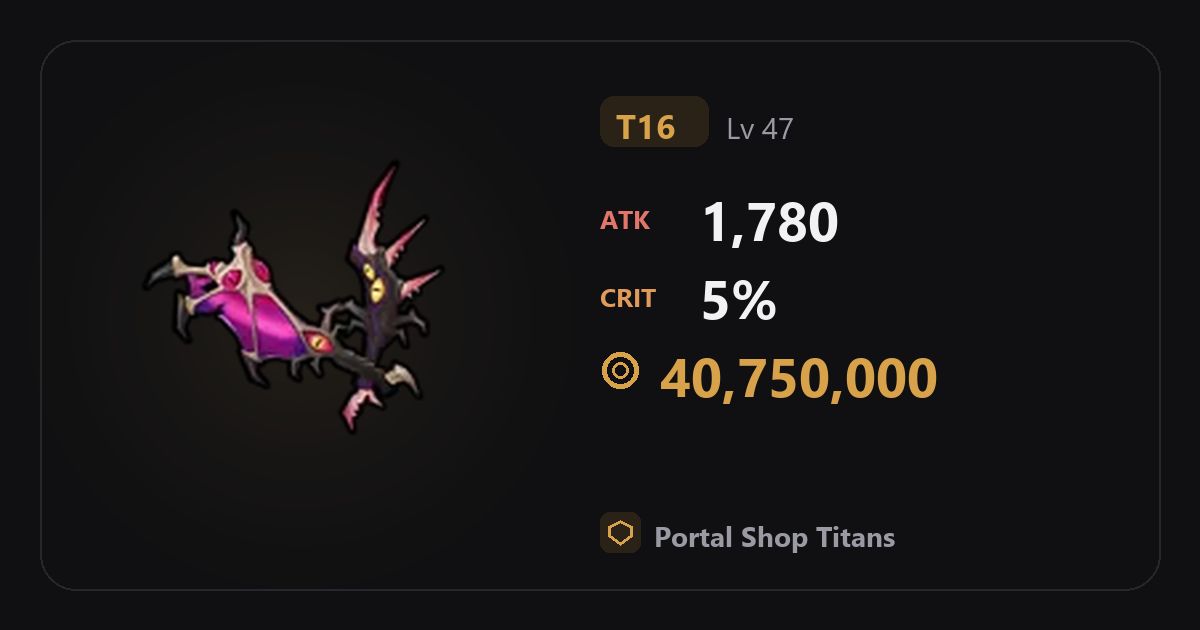 T16 Lv 47
ATK 1,780
CRIT 5%
40,750,000
Portal Shop Titans